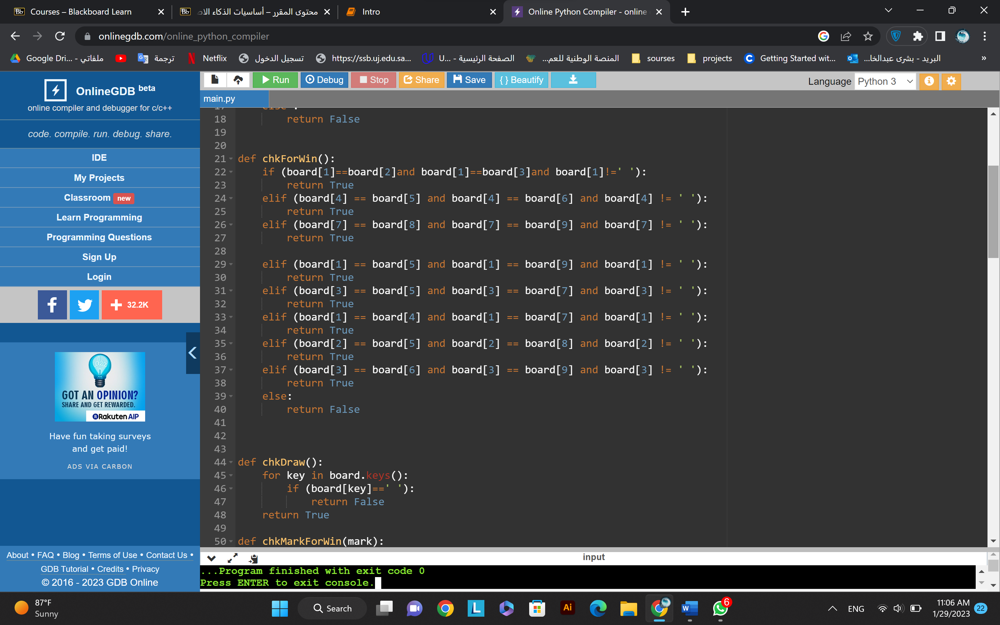 Courses – Blackboard Learn
محتوى المقرر – أساسيات الذكاء الاص
Intro
Online Python Compiler - online
onlinegdb.com/online_python_compiler
Google Dri... - ملفاتي
ترجمة
Netflix
تسجيل الدخول
https://ssb.uj.edu.sa...
الصفحة الرئيسية - ...U
المنصة الوطنية للعم...
sourses
projects
Getting Started wit...
البريد - بشرى عبدالخا...
»
OnlineGDB beta
online compiler and debugger for c/c++
code. compile. run. debug. share.
IDE
My Projects
Classroom new
Learn Programming
Programming Questions
Sign Up
Login
32.2K
idea
GOT AN OPINION?
SHARE AND GET REWARDED.
Rakuten AIP
Have fun taking surveys
and get paid!
ADS VIA CARBON
About • FAQ • Blog • Terms of Use • Contact Us •
GDB Tutorial • Credits • Privacy
© 2016 - 2023 GDB Online
Run Debug Stop Share Save { } Beautify
Language Python 3
main.py
17     else :
18         return False
19
20
21 def chkForWin():
22     if (board[1]==board[2]and board[1]==board[3]and board[1]!=' '):
23         return True
24     elif (board[4] == board[5] and board[4] == board[6] and board[4] != ' '):
25         return True
26     elif (board[7] == board[8] and board[7] == board[9] and board[7] != ' '):
27         return True
28
29     elif (board[1] == board[5] and board[1] == board[9] and board[1] != ' '):
30         return True
31     elif (board[3] == board[5] and board[3] == board[7] and board[3] != ' '):
32         return True
33     elif (board[1] == board[4] and board[1] == board[7] and board[1] != ' '):
34         return True
35     elif (board[2] == board[5] and board[2] == board[8] and board[2] != ' '):
36         return True
37     elif (board[3] == board[6] and board[3] == board[9] and board[3] != ' '):
38         return True
39     else:
40         return False
41
42
43
44 def chkDraw():
45     for key in board.keys():
46         if (board[key]==' '):
47             return False
48     return True
49
50 def chkMarkForWin(mark):
input
...Program finished with exit code 0
Press ENTER to exit console.
87°F
Sunny
Search
Ai
6
ENG
11:06 AM
1/29/2023
22